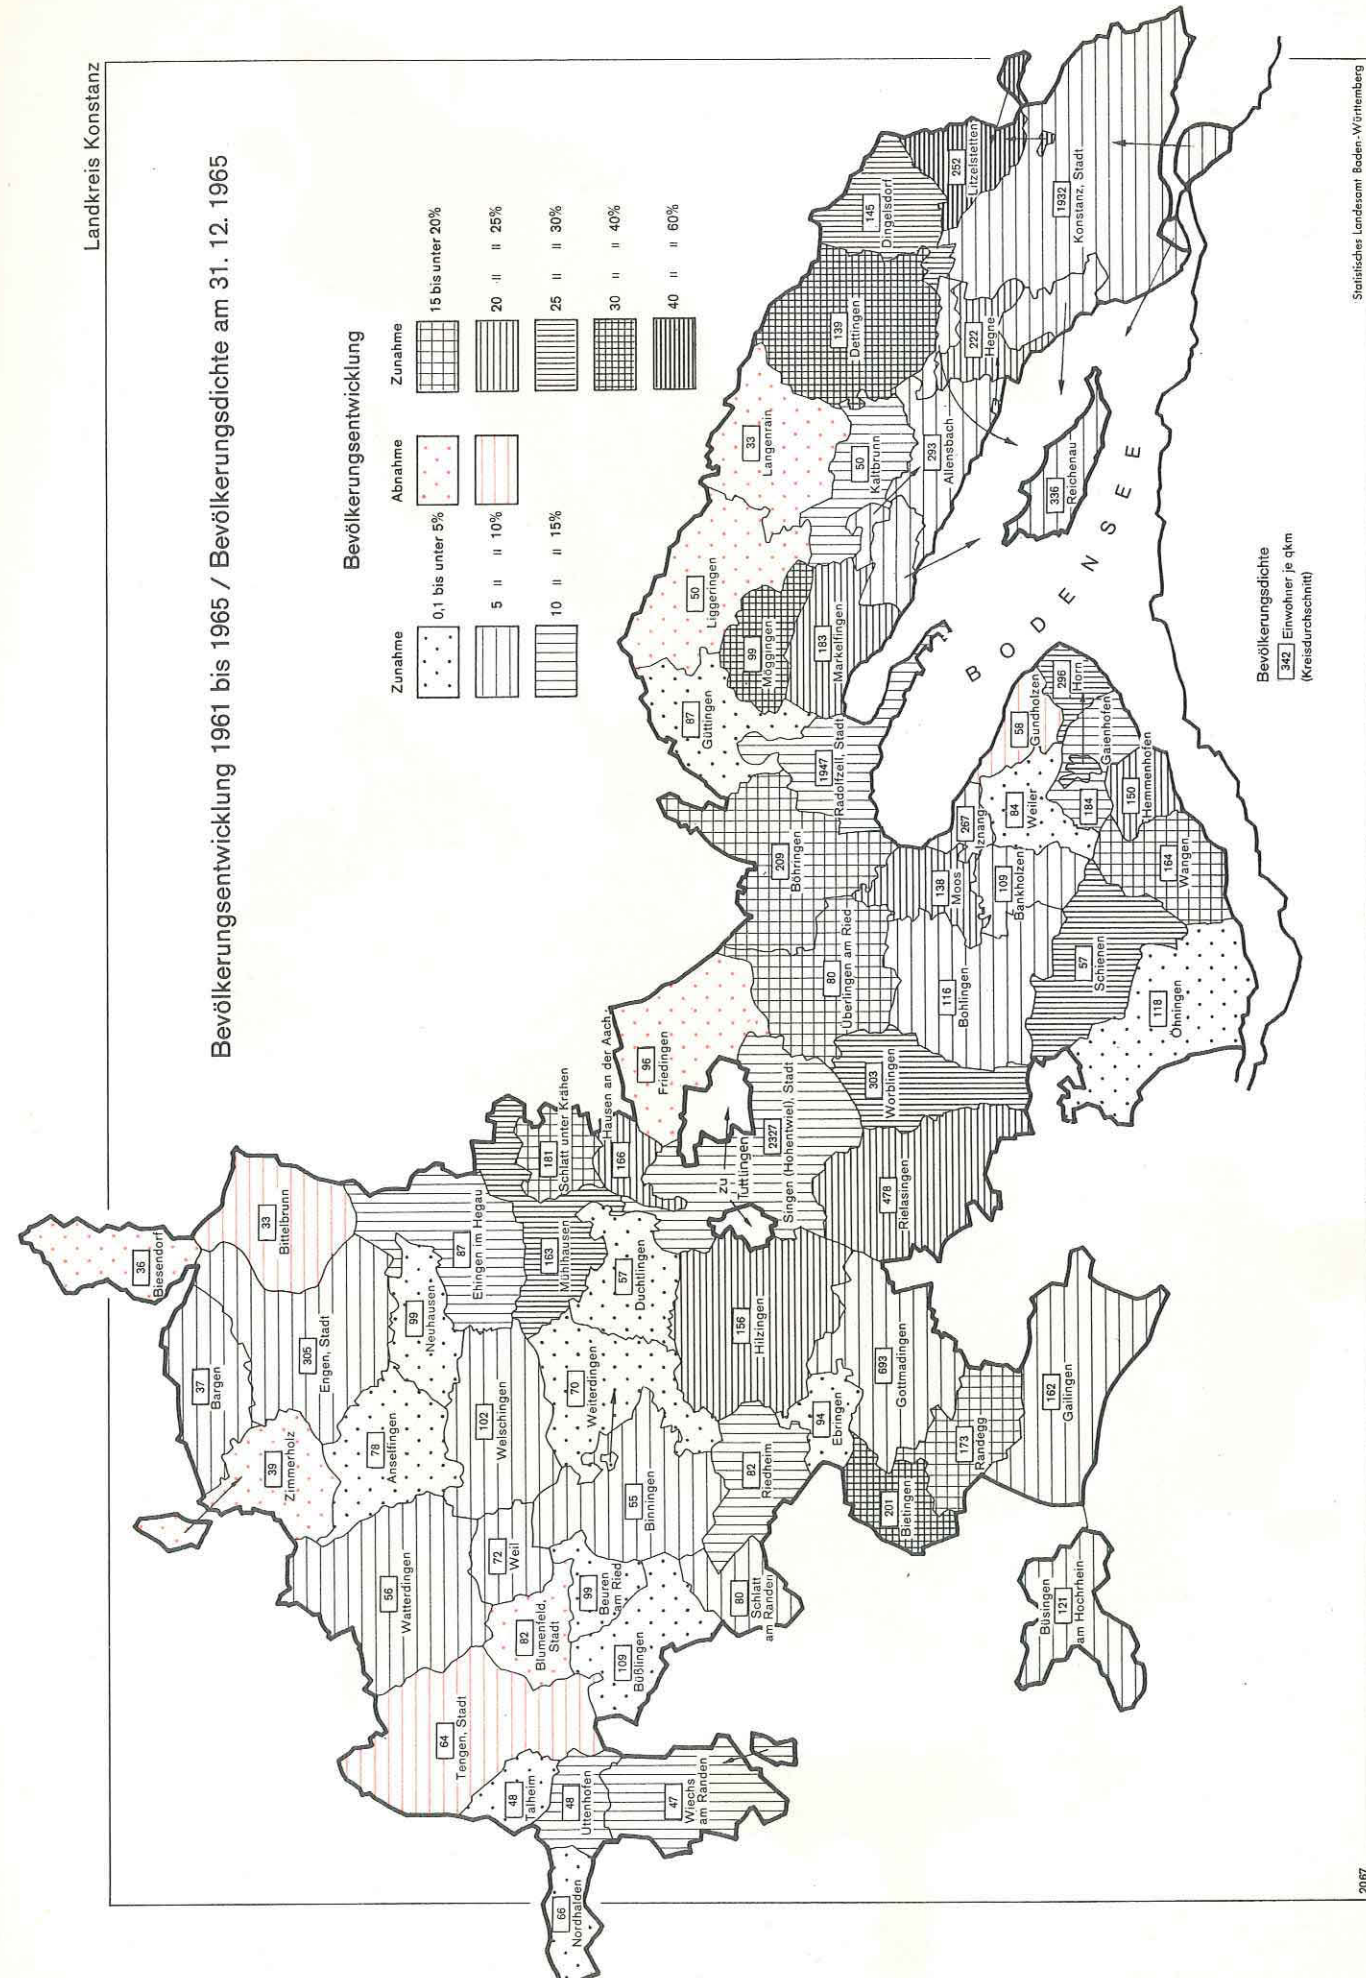 Landkreis Konstanz
Bevölkerungsentwicklung 1961 bis 1965 / Bevölkerungsdichte am 31. 12. 1965
Bevölkerungsentwicklung
Zunahme
Abnahme
Zunahme
0,1 bis unter 5%
15 bis unter 20%
5 " " 10%
20 " " 25%
10 " " 15%
25 " " 30%
30 " " 40%
40 " " 60%
36
Biesendorf
37
Bargen
33
Bittelbrunn
305
Engen, Stadt
39
Zimmerholz
78
Anselfingen
99
Neuhausen
87
Ehingen im Hegau
56
Watterdingen
102
Welschingen
72
Weil
64
Tengen, Stadt
82
Blumenfeld,
Stadt
48
Talheim
48
Uttenhofen
66
Nordhalden
47
Wiechs
am Randen
109
Büßlingen
99
Beuren
am Ried
55
Binningen
80
Schlatt
am Randen
82
Riedheim
70
Weiterdingen
163
Mühlhausen
57
Duchtlingen
181
Schlatt unter Krähen
166
Hausen an der Aach
156
Hilzingen
94
Ebringen
693
Gottmadingen
201
Bietingen
173
Randegg
162
Gailingen
Büsingen
121
am Hochrhein
zu
Tuttlingen
2327
Singen (Hohentwiel), Stadt
96
Friedingen
478
Rielasingen
303
Worblingen
80
Überlingen am Ried
209
Böhringen
116
Bohlingen
138
Moos
267
Iznang
109
Bankholzen
84
Weiler
58
Gundholzen
296
Horn
184
Gaienhofen
150
Hemmenhofen
164
Wangen
57
Schienen
118
Öhningen
1947
Radolfzell, Stadt
87
Güttingen
50
Liggeringen
99
Möggingen
183
Markelfingen
33
Langenrain
50
Kaltbrunn
293
Allensbach
139
Dettingen
145
Dingelsdorf
252
Litzelstetten
222
Hegne
1932
Konstanz, Stadt
336
Reichenau
BODENSEE
Bevölkerungsdichte
342 Einwohner je qkm
(Kreisdurchschnitt)
2067
Statistisches Landesamt Baden-Württemberg